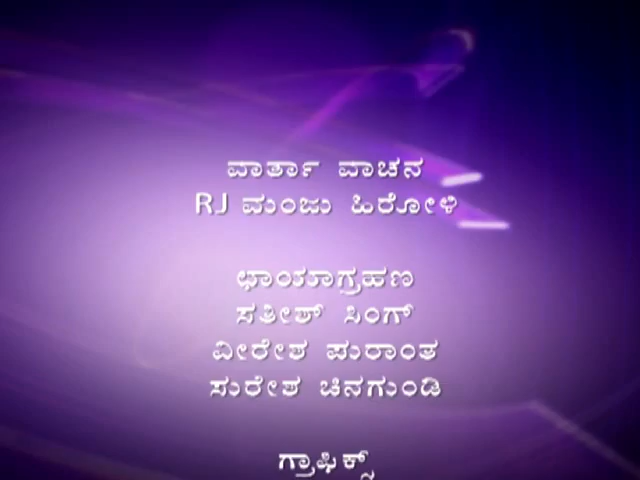 ವಾರ್ತಾ ವಾಚನ
RJ ಮಂಜು ಹಿರೋಳಿ
ಛಾಯಾಗ್ರಹಣ
ಸತೀಶ್ ಸಿಂಗ್
ವೀರೇಶ ಪುರಾಂತ
ಸುರೇಶ ಚಿನಗುಂಡಿ
ಗ್ರಾಫಿಕ್ಸ್